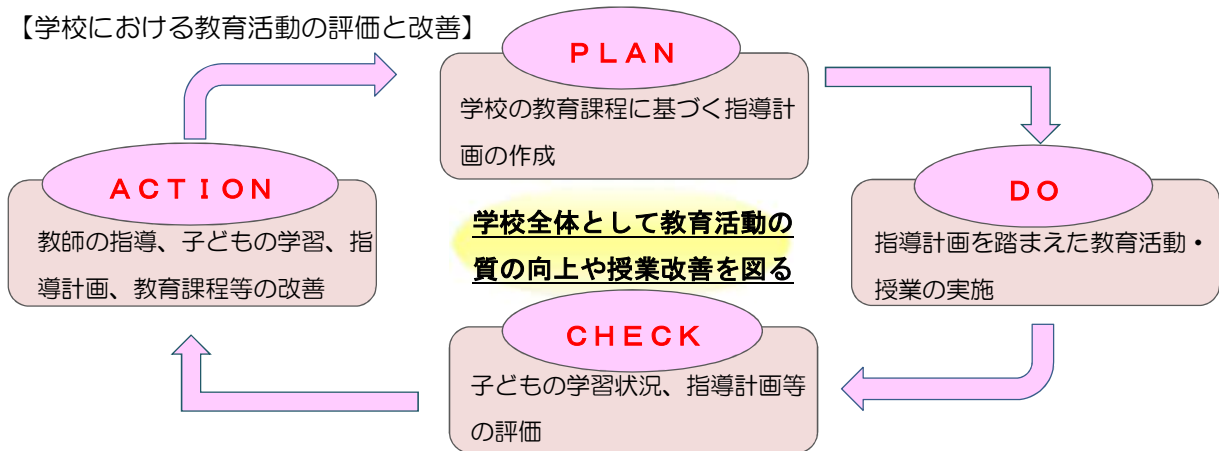 【学校における教育活動の評価と改善】
ＰＬＡＮ
学校の教育課程に基づく指導計
画の作成
ＤＯ
指導計画を踏まえた教育活動・
授業の実施
ＣＨＥＣＫ
子どもの学習状況、指導計画等
の評価
ＡＣＴＩＯＮ
教師の指導、子どもの学習、指
導計画、教育課程等の改善
学校全体として教育活動の
質の向上や授業改善を図る